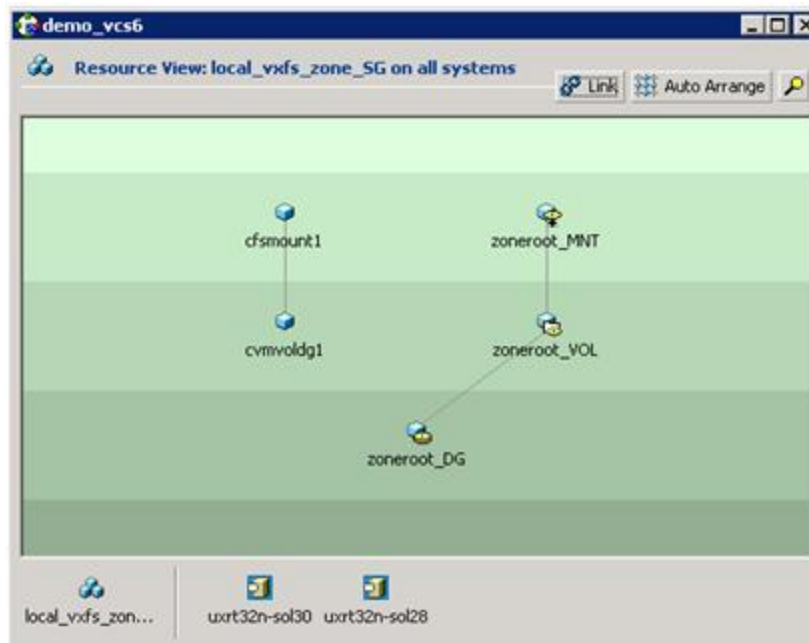 demo_vcs6
Resource View: local_vxfs_zone_SG on all systems
Link
Auto Arrange
cfsmount1
zoneroot_MNT
cvmvoldg1
zoneroot_VOL
zoneroot_DG
local_vxfs_zon...
uxrt32n-sol30
uxrt32n-sol28